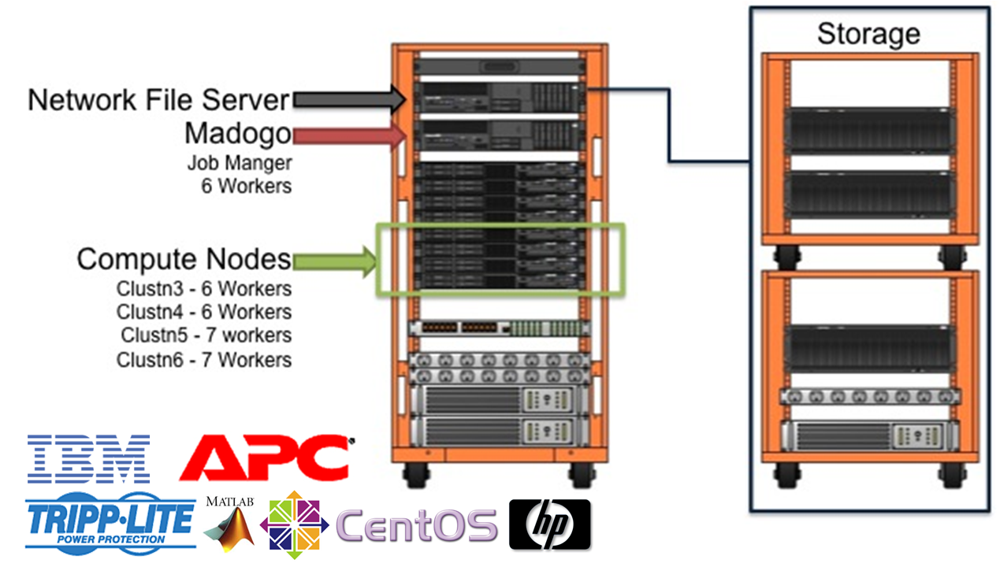 Storage
Network File Server
Madogo
Job Manger
6 Workers
Compute Nodes
Clustn3 - 6 Workers
Clustn4 - 6 Workers
Clustn5 - 7 workers
Clustn6 - 7 Workers
IBM
APC
TRIPP·LITE
POWER PROTECTION
MATLAB
CentOS
hp